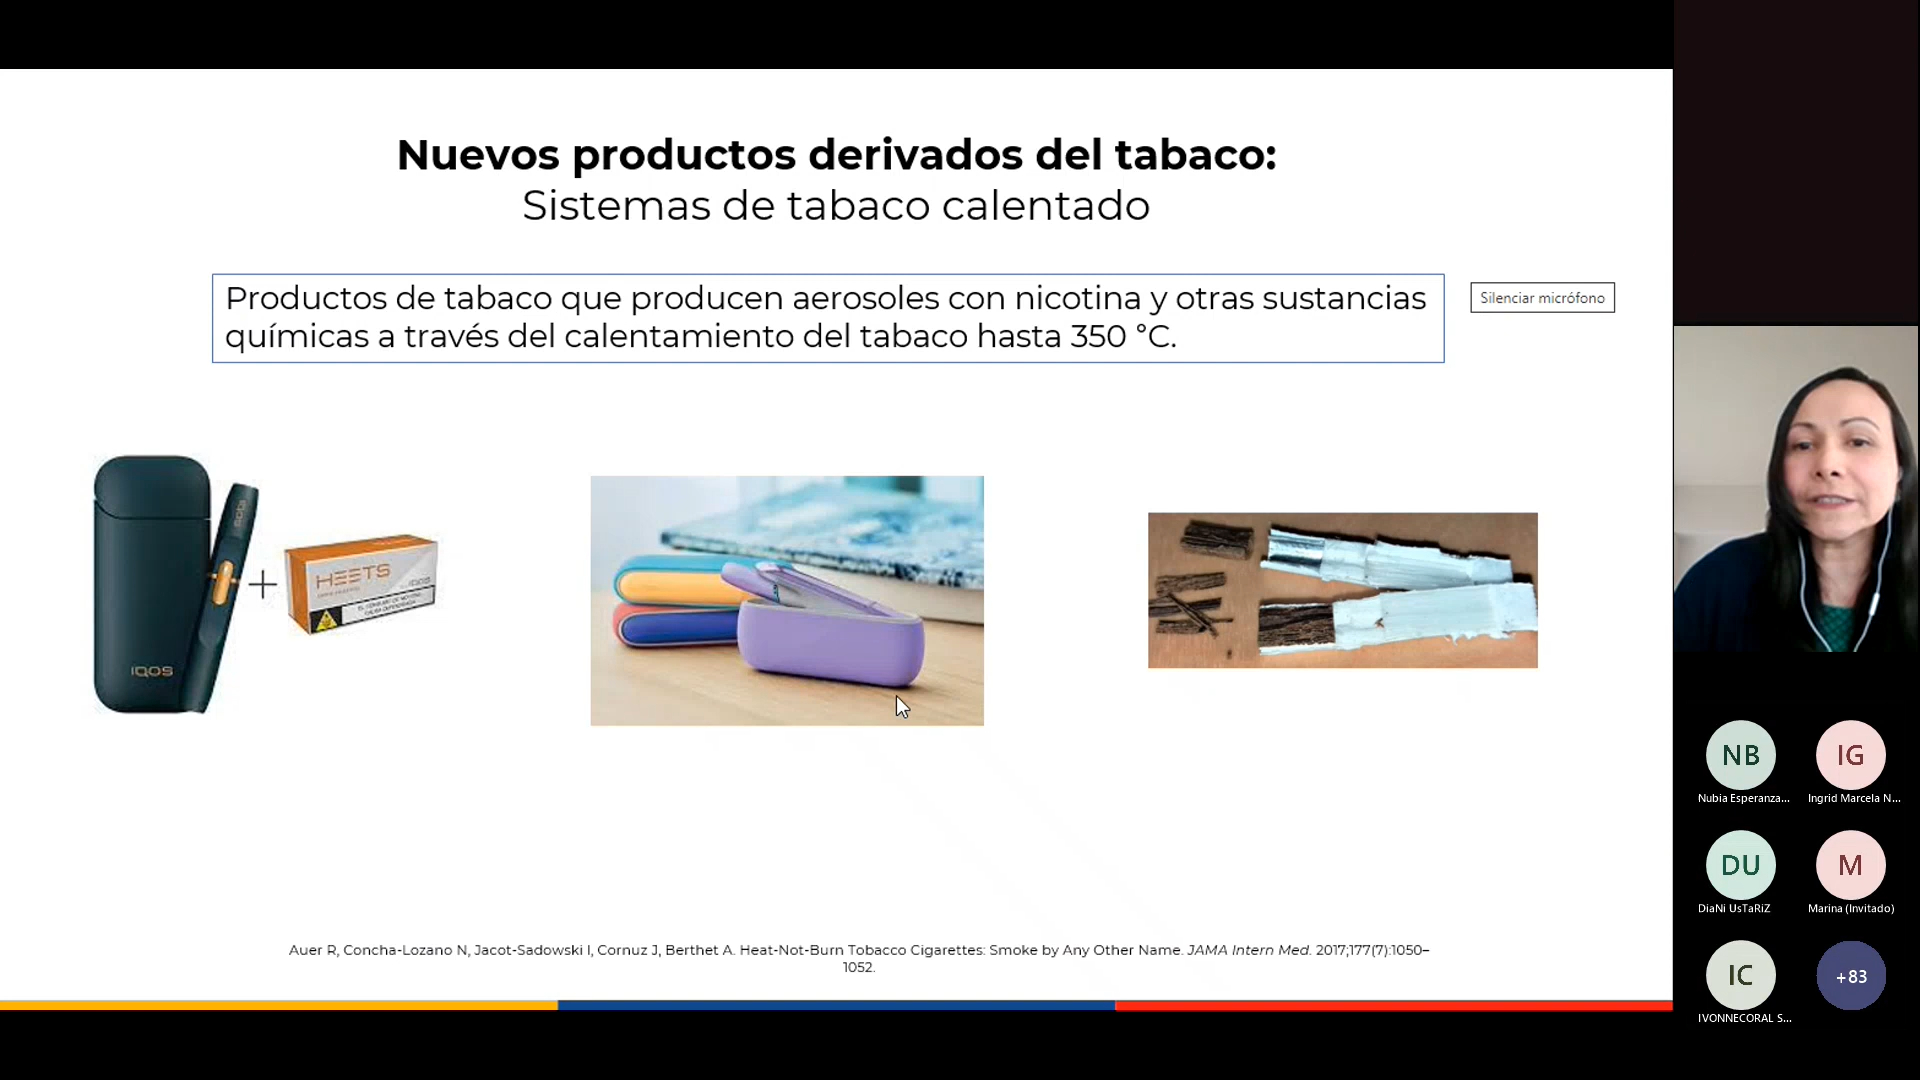 Nuevos productos derivados del tabaco:
Sistemas de tabaco calentado
Productos de tabaco que producen aerosoles con nicotina y otras sustancias
químicas a través del calentamiento del tabaco hasta 350 °C.
Silenciar micrófono
IQOS
IQOS
+
HEETS
IQOS
Auer R, Concha-Lozano N, Jacot-Sadowski I, Cornuz J, Berthet A. Heat-Not-Burn Tobacco Cigarettes: Smoke by Any Other Name. JAMA Intern Med. 2017;177(7):1050–
1052.
NB
Nubia Esperanza...
IG
Ingrid Marcela N...
DU
DiaNi UsTaRiZ
M
Marina (Invitado)
IC
IVONNECORAL S...
+83